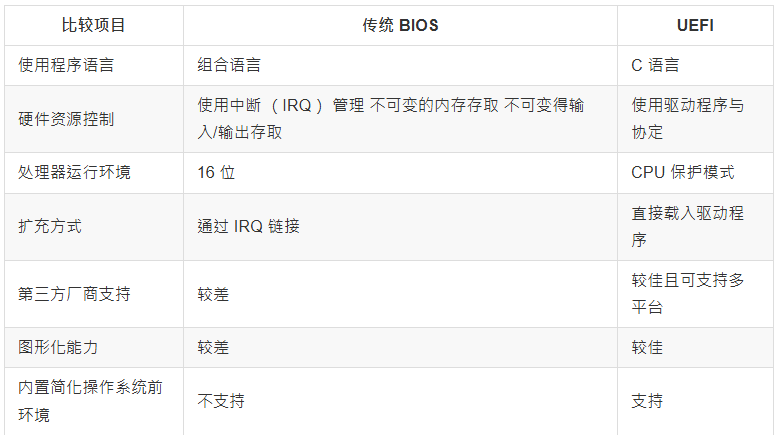 比较项目 传统 BIOS UEFI
使用程序语言 组合语言 C 语言
硬件资源控制 使用中断 （ IRQ ） 管理 不可变的内存存取 不可变得输 使用驱动程序与
入/输出存取 协定
处理器运行环境 16 位 CPU 保护模式
扩充方式 通过 IRQ 链接 直接载入驱动程
序
第三方厂商支持 较差 较佳且可支持多
平台
图形化能力 较差 较佳
内置简化操作系统前 不支持 支持
环境